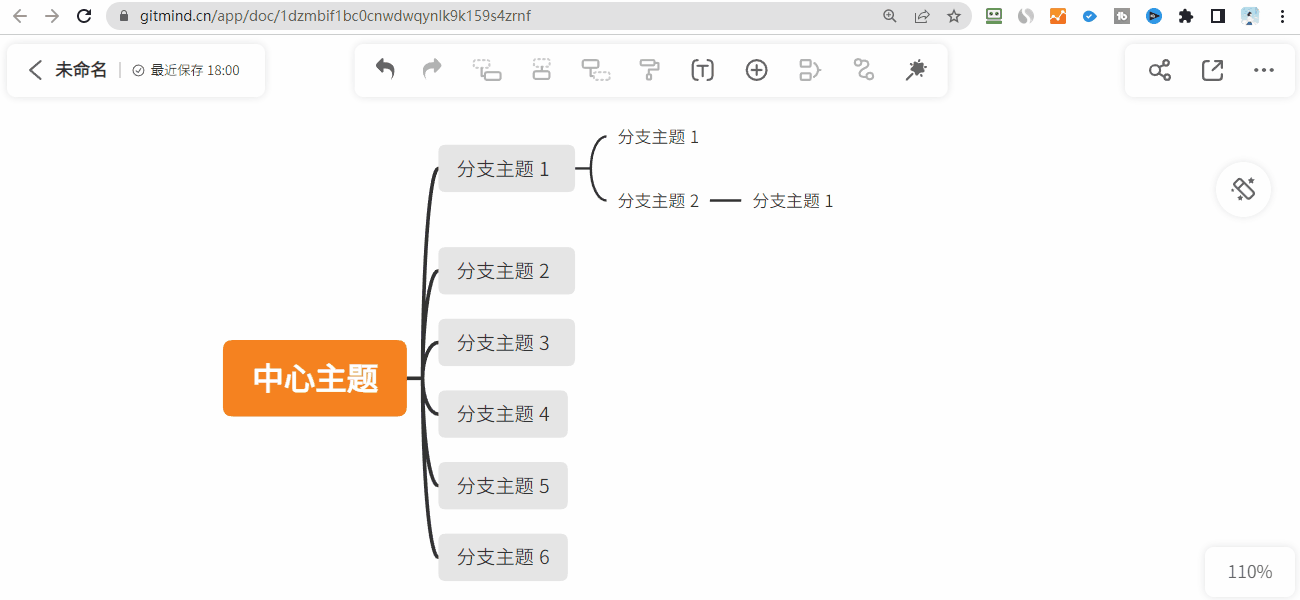 gitmind.cn/app/doc/1dzmbif1bc0cnwdwqynlk9k159s4zrnf
未命名
最近保存 18:00
分支主题 1
分支主题 1
分支主题 2
分支主题 1
分支主题 2
分支主题 3
中心主题
分支主题 4
分支主题 5
分支主题 6
110%